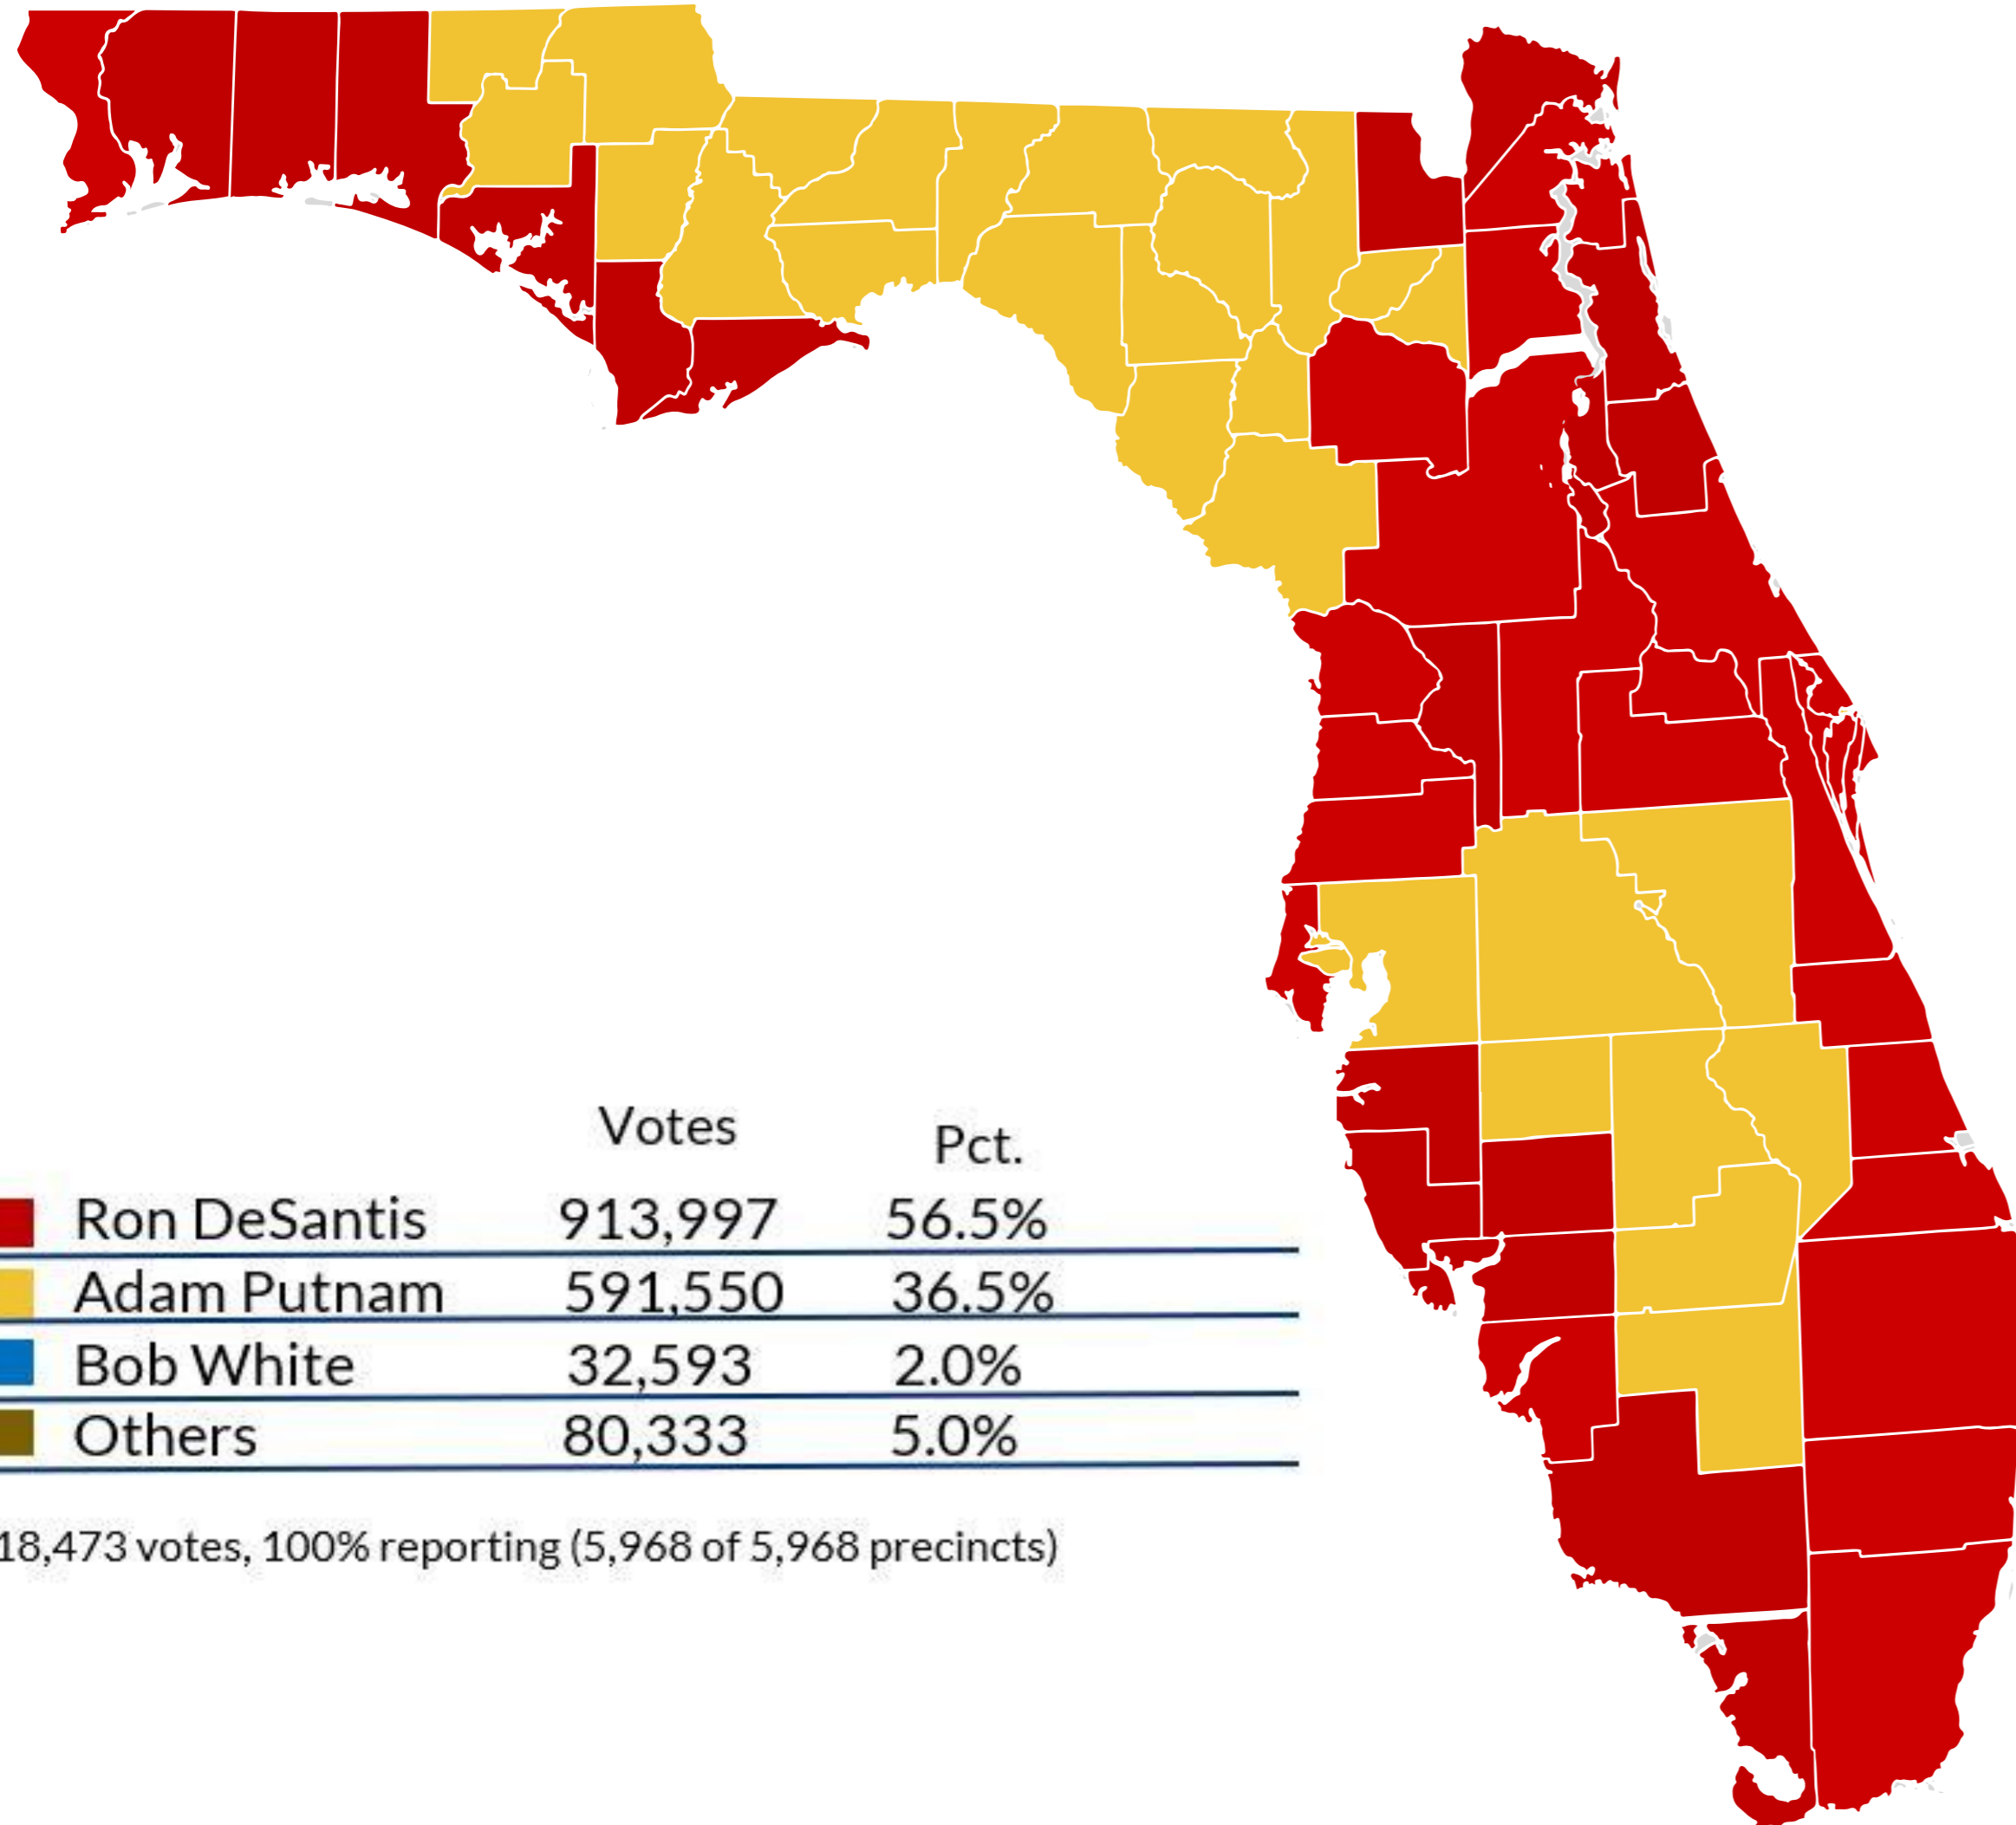 Votes Pct.
Ron DeSantis 913,997 56.5%
Adam Putnam 591,550 36.5%
Bob White 32,593 2.0%
Others 80,333 5.0%
18,473 votes, 100% reporting (5,968 of 5,968 precincts)